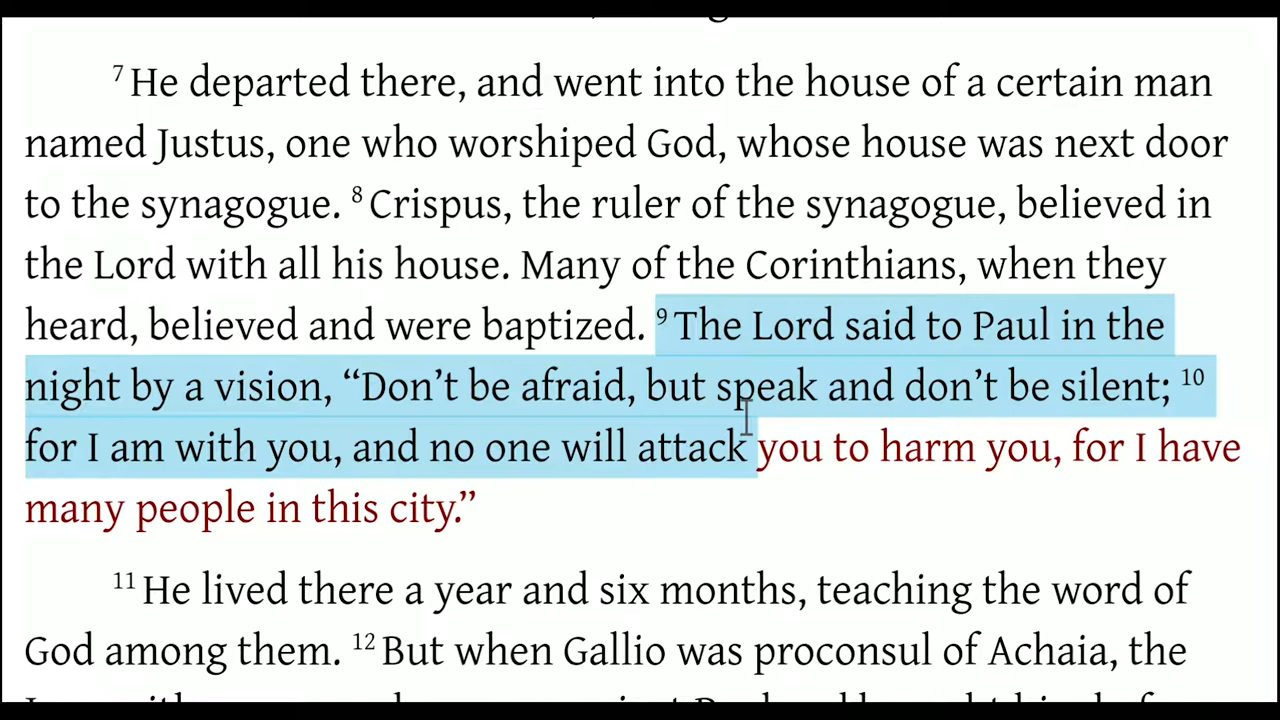 7 He departed there, and went into the house of a certain man
named Justus, one who worshiped God, whose house was next door
to the synagogue. 8 Crispus, the ruler of the synagogue, believed in
the Lord with all his house. Many of the Corinthians, when they
heard, believed and were baptized. 9 The Lord said to Paul in the
night by a vision, “Don’t be afraid, but speak and don’t be silent; 10
for I am with you, and no one will attack you to harm you, for I have
many people in this city.”
11 He lived there a year and six months, teaching the word of
God among them. 12 But when Gallio was proconsul of Achaia, the